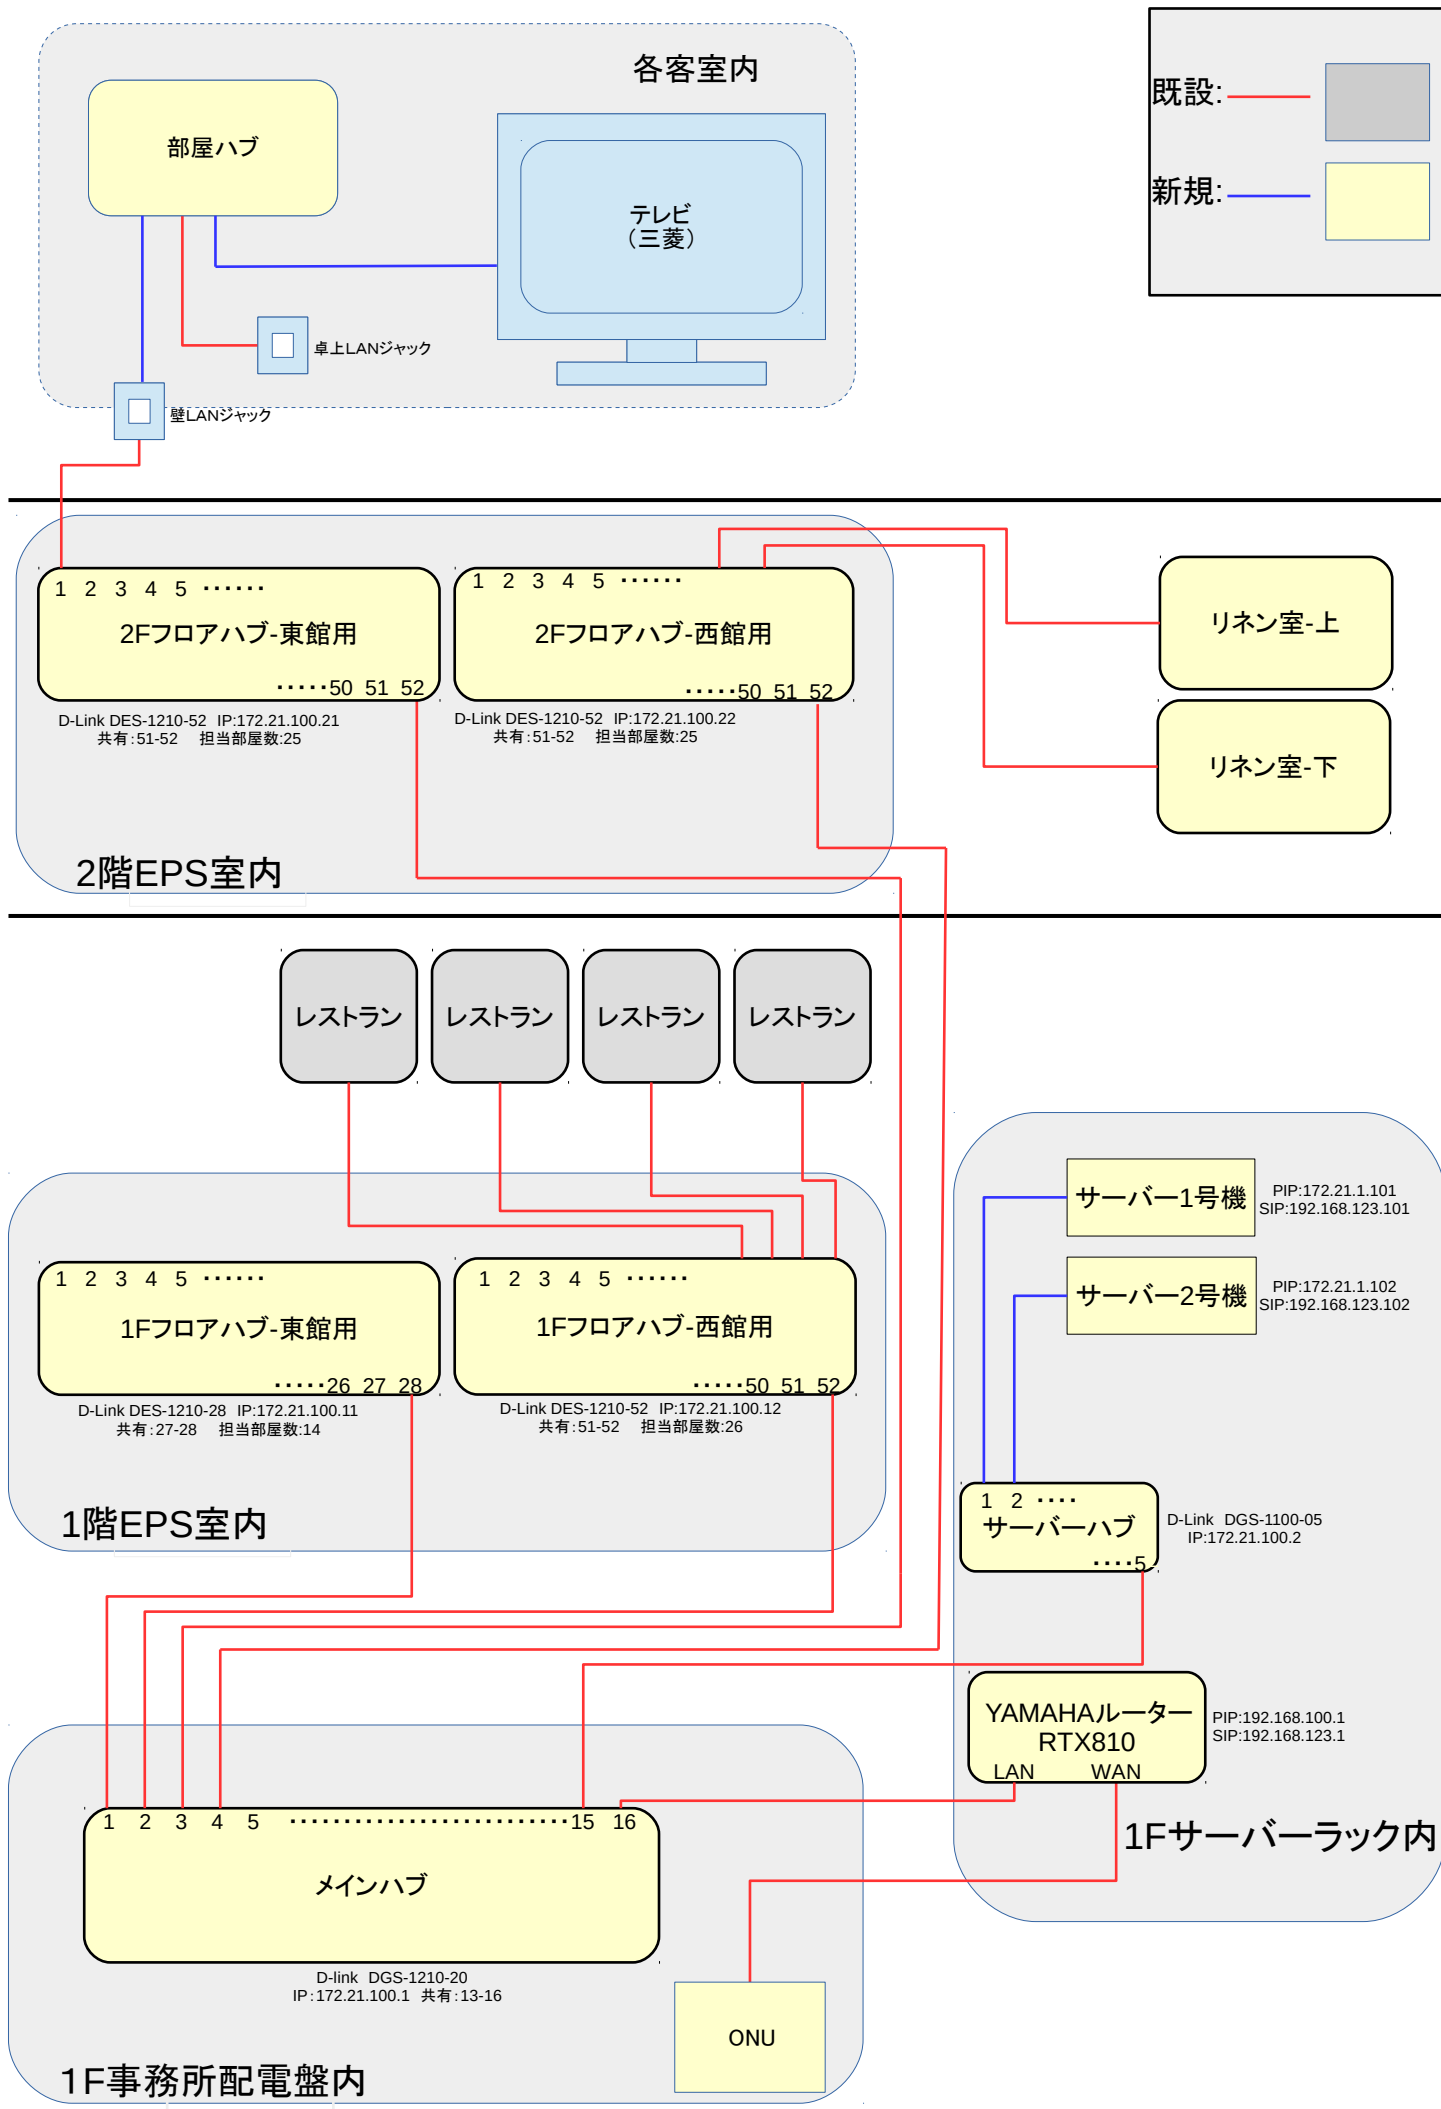 各客室内
既設:
部屋ハブ
新規:
テレビ
（三菱）
卓上LANジャック
壁LANジャック
1 2 3 4 5 ・・・・・・
2Fフロアハブ-東館用
・・・・・50 51 52
D-Link DES-1210-52 IP:172.21.100.21
共有：51-52 担当部屋数:25
1 2 3 4 5 ・・・・・・
2Fフロアハブ-西館用
・・・・・50 51 52
D-Link DES-1210-52 IP:172.21.100.22
共有：51-52 担当部屋数:25
リネン室-上
リネン室-下
2階EPS室内
レストラン
レストラン
レストラン
レストラン
1 2 3 4 5 ・・・・・・
1Fフロアハブ-東館用
・・・・・26 27 28
D-Link DES-1210-28 IP:172.21.100.11
共有：27-28 担当部屋数:14
1 2 3 4 5 ・・・・・・
1Fフロアハブ-西館用
・・・・・50 51 52
D-Link DES-1210-52 IP:172.21.100.12
共有：51-52 担当部屋数:26
1階EPS室内
サーバー1号機
PIP:172.21.1.101
SIP:192.168.123.101
サーバー2号機
PIP:172.21.1.102
SIP:192.168.123.102
1 2 ・・・・
サーバーハブ
・・・・5
D-Link DGS-1100-05
IP:172.21.100.2
YAMAHAルーター
RTX810
LAN WAN
PIP:192.168.100.1
SIP:192.168.123.1
1Fサーバーラック内
1 2 3 4 5 ・・・・・・・・・・・・・・・・・・・・・・・・・・15 16
メインハブ
D-link DGS-1210-20
IP：172.21.100.1 共有：13-16
ONU
１F事務所配電盤内